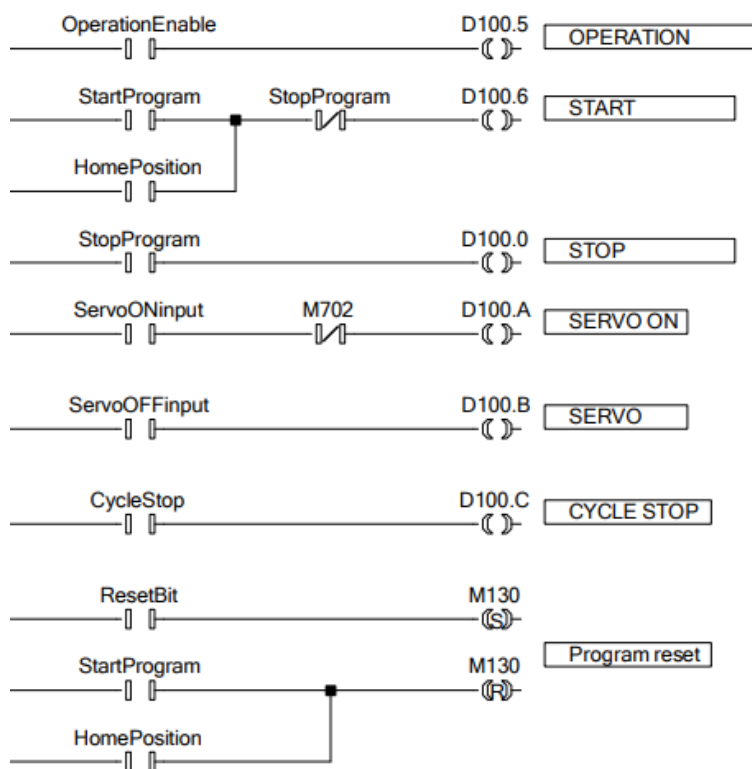 OperationEnable D100.5 OPERATION
StartProgram StopProgram D100.6 START
HomePosition
StopProgram D100.0 STOP
ServoONinput M702 D100.A SERVO ON
ServoOFFinput D100.B SERVO
CycleStop D100.C CYCLE STOP
ResetBit M130
S
Program reset
StartProgram M130
R
HomePosition